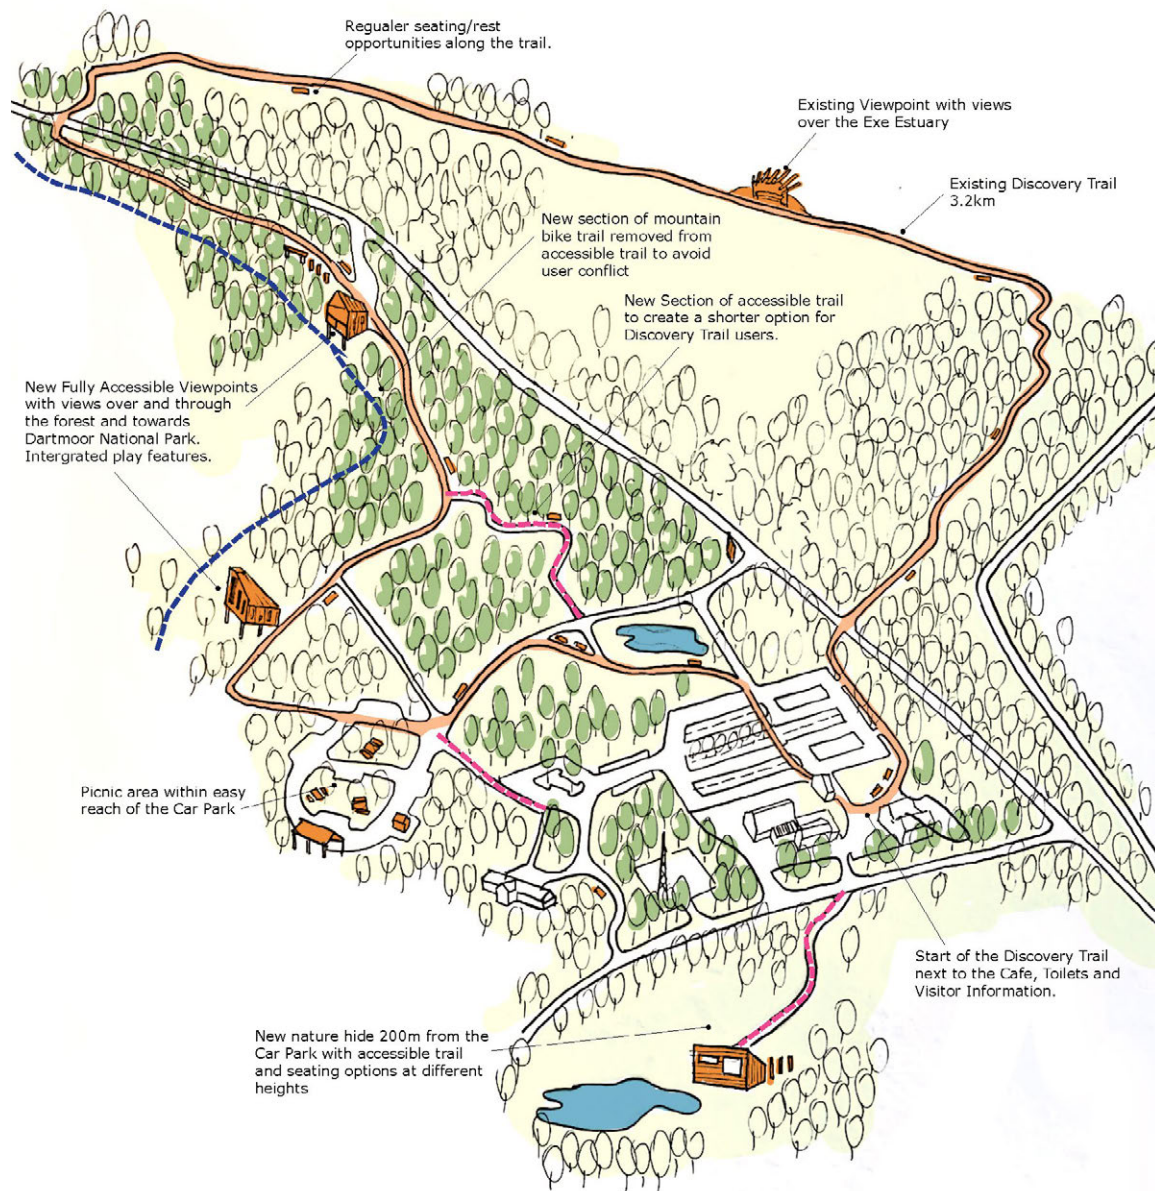 Regualer seating/rest
opportunities along the trail.
Existing Viewpoint with views
over the Exe Estuary
Existing Discovery Trail
3.2km
New section of mountain
bike trail removed from
accessible trail to avoid
user conflict
New Section of accessible trail
to create a shorter option for
Discovery Trail users.
New Fully Accessible Viewpoints
with views over and through
the forest and towards
Dartmoor National Park.
Intergrated play features.
Picnic area within easy
reach of the Car Park
Start of the Discovery Trail
next to the Cafe, Toilets and
Visitor Information.
New nature hide 200m from the
Car Park with accessible trail
and seating options at different
heights